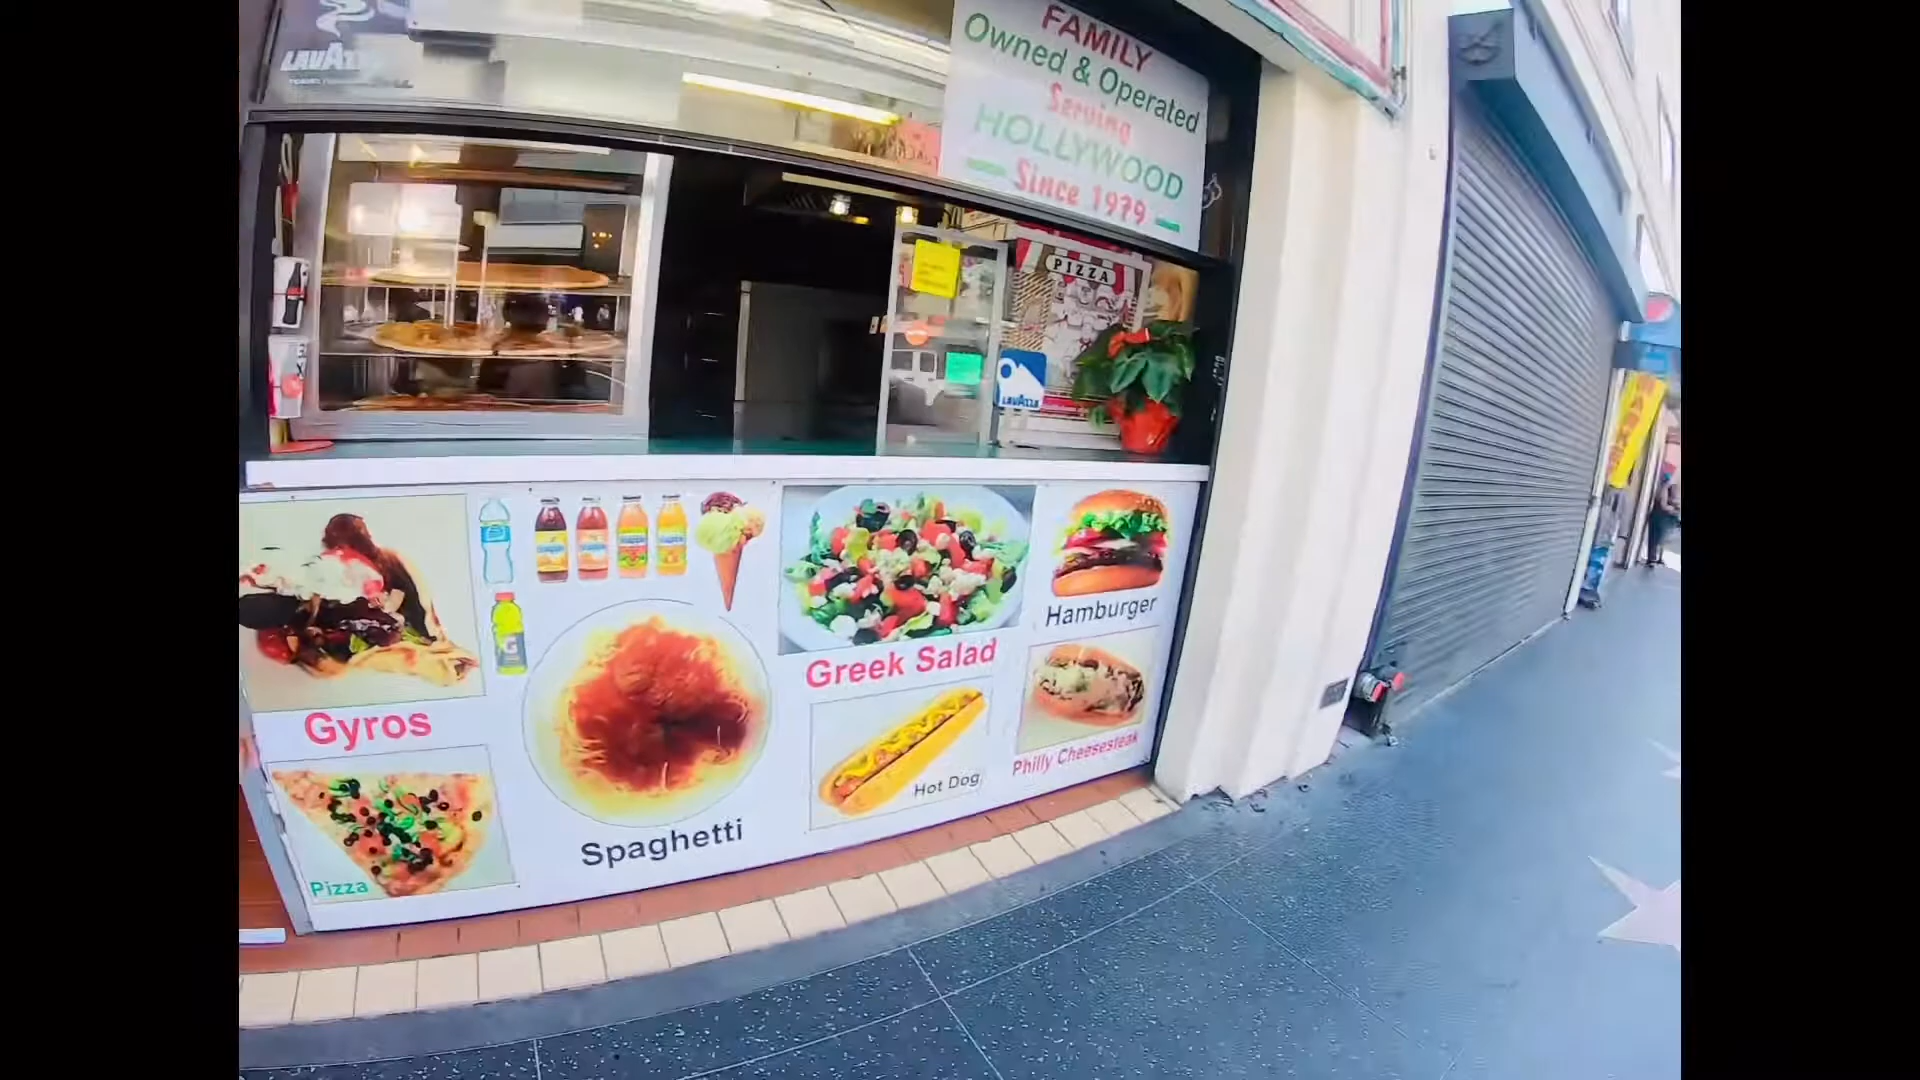 LAVAZZA
FAMILY
Owned & Operated
Serving
HOLLYWOOD
Since 1979
PIZZA
LAVAZZA
Gyros
Pizza
Spaghetti
G
Greek Salad
Hot Dog
Hamburger
Philly Cheesesteak